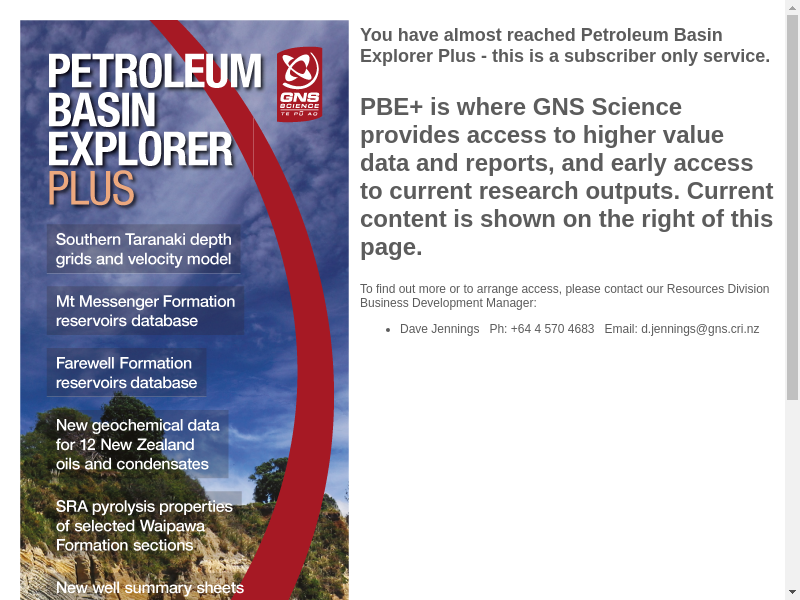 PETROLEUM
BASIN
EXPLORER
PLUS
GNS
SCIENCE
TE PŪ AO
Southern Taranaki depth
grids and velocity model
Mt Messenger Formation
reservoirs database
Farewell Formation
reservoirs database
New geochemical data
for 12 New Zealand
oils and condensates
SRA pyrolysis properties
of selected Waipawa
Formation sections
New well summary sheets
You have almost reached Petroleum Basin
Explorer Plus - this is a subscriber only service.
PBE+ is where GNS Science
provides access to higher value
data and reports, and early access
to current research outputs. Current
content is shown on the right of this
page.
To find out more or to arrange access, please contact our Resources Division
Business Development Manager:
• Dave Jennings   Ph: +64 4 570 4683   Email: d.jennings@gns.cri.nz